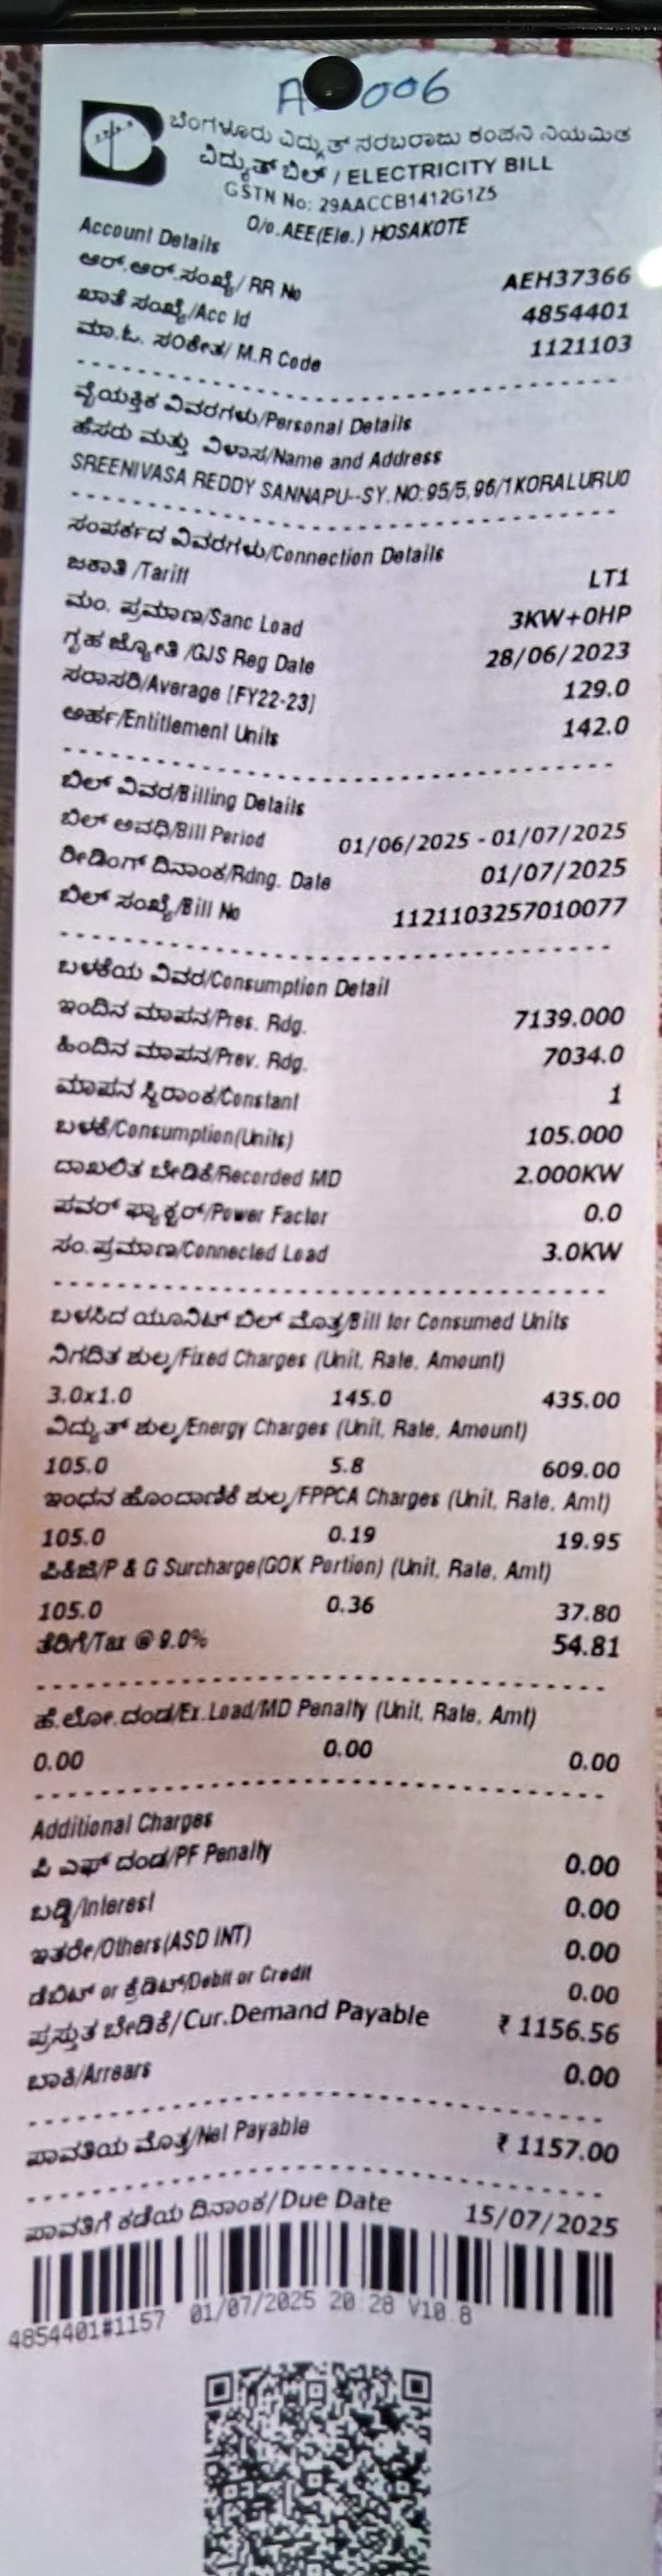 006
ಬೆಂಗಳೂರು ವಿದ್ಯುತ್ ಸರಬರಾಜು ಕಂಪನಿ ನಿಯಮಿತ
ವಿದ್ಯುತ್ ಬಿಲ್ / ELECTRICITY BILL
GSTN No: 29AACCB1412G1Z5
O/o.AEE(Ele.) HOSAKOTE
Account Details
ಆರ್.ಆರ್.ಸಂಖ್ಯೆ/ RR No AEH37366
ಖಾತೆ ಸಂಖ್ಯೆ/Acc Id 4854401
ಮಾ.ಓ. ಸಂಕೇತ/ M.R Code 1121103
ವೈಯಕ್ತಿಕ ವಿವರಗಳು/Personal Details
ಹೆಸರು ಮತ್ತು ವಿಳಾಸ/Name and Address
SREENIVASA REDDY SANNAPU--SY.NO:95/5,96/1KORALURU0
ಸಂಪರ್ಕದ ವಿವರಗಳು/Connection Details
ಜಕಾತಿ /Tariff LT1
ಮಂ. ಪ್ರಮಾಣ/Sanc Load 3KW+0HP
ಗೃಹ ಜ್ಯೋತಿ /GJS Reg Date 28/06/2023
ಸರಾಸರಿ/Average [FY22-23] 129.0
ಅರ್ಹ/Entitlement Units 142.0
ಬಿಲ್ ವಿವರ/Billing Details
ಬಿಲ್ ಅವಧಿ/Bill Period 01/06/2025 - 01/07/2025
ರೀಡಿಂಗ್ ದಿನಾಂಕ/Rdng. Date 01/07/2025
ಬಿಲ್ ಸಂಖ್ಯೆ/Bill No 1121103257010077
ಬಳಕೆಯ ವಿವರ/Consumption Detail
ಇಂದಿನ ಮಾಪನ/Pres. Rdg. 7139.000
ಹಿಂದಿನ ಮಾಪನ/Prev. Rdg. 7034.0
ಮಾಪನ ಸ್ಥಿರಾಂಕ/Constant 1
ಬಳಕೆ/Consumption(Units) 105.000
ದಾಖಲಿತ ಬೇಡಿಕೆ/Recorded MD 2.000KW
ಪವರ್ ಫ್ಯಾಕ್ಟರ್/Power Factor 0.0
ಸಂ.ಪ್ರಮಾಣ/Connected Load 3.0KW
ಬಳಸಿದ ಯೂನಿಟ್ ಬಿಲ್ ಮೊತ್ತ/Bill for Consumed Units
ನಿಗದಿತ ಶುಲ್ಕ/Fixed Charges (Unit, Rate, Amount)
3.0x1.0 145.0 435.00
ವಿದ್ಯುತ್ ಶುಲ್ಕ/Energy Charges (Unit, Rate, Amount)
105.0 5.8 609.00
ಇಂಧನ ಹೊಂದಾಣಿಕೆ ಶುಲ್ಕ/FPPCA Charges (Unit, Rate, Amt)
105.0 0.19 19.95
ಪಿ&ಜಿ/P & G Surcharge(GOK Portion) (Unit, Rate, Amt)
105.0 0.36 37.80
ತೆರಿಗೆ/Tax @ 9.0% 54.81
ಹೆ.ಲೋ.ದಂಡ/Ex.Load/MD Penalty (Unit, Rate, Amt)
0.00 0.00 0.00
Additional Charges
ಪಿ ಎಫ್ ದಂಡ/PF Penalty 0.00
ಬಡ್ಡಿ/Interest 0.00
ಇತರೇ/Others(ASD INT) 0.00
ಡೆಬಿಟ್ or ಕ್ರೆಡಿಟ್/Debit or Credit 0.00
ಪ್ರಸ್ತುತ ಬೇಡಿಕೆ/Cur.Demand Payable ₹ 1156.56
ಬಾಕಿ/Arrears 0.00
ಪಾವತಿಯ ಮೊತ್ತ/Net Payable ₹ 1157.00
ಪಾವತಿಗೆ ಕಡೆಯ ದಿನಾಂಕ/Due Date 15/07/2025
4854401#1157 01/07/2025 20 28 V10.8